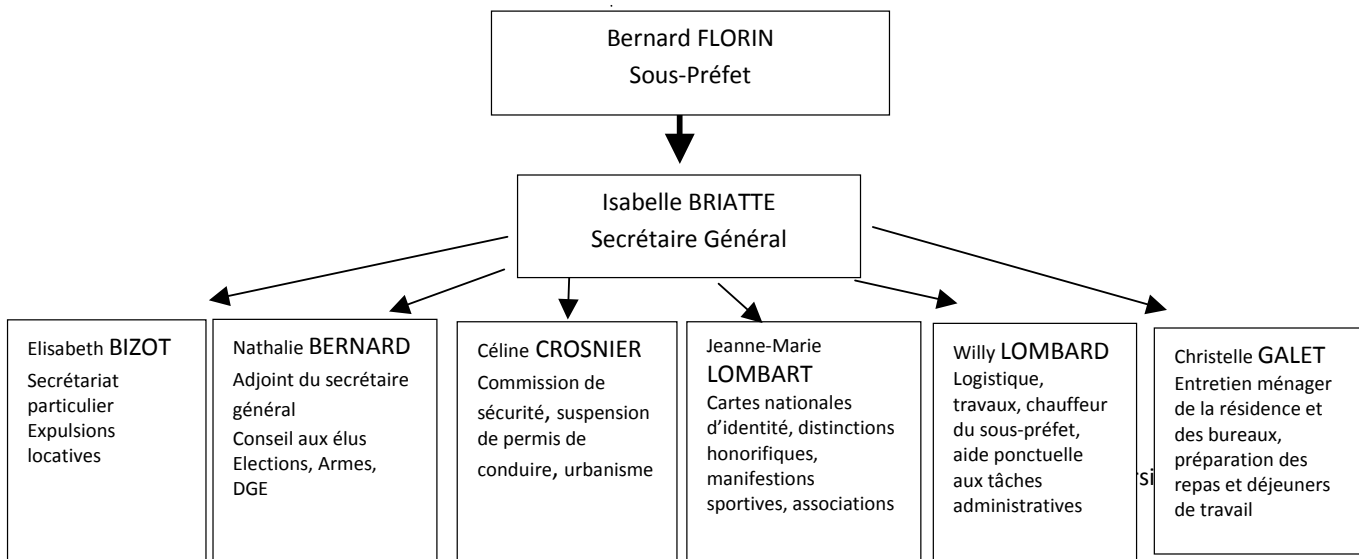 Bernard FLORIN
Sous-Préfet
Isabelle BRIATTE
Secrétaire Général
Elisabeth BIZOT
Secrétariat
particulier
Expulsions
locatives
Nathalie BERNARD
Adjoint du secrétaire
général
Conseil aux élus
Elections, Armes,
DGE
Céline CROSNIER
Commission de
sécurité, suspension
de permis de
conduire, urbanisme
Jeanne-Marie
LOMBART
Cartes nationales
d’identité, distinctions
honorifiques,
manifestions
sportives, associations
Willy LOMBARD
Logistique,
travaux, chauffeur
du sous-préfet,
aide ponctuelle
aux tâches
administratives
Christelle GALET
Entretien ménager
de la résidence et
des bureaux,
préparation des
repas et déjeuners
de travail